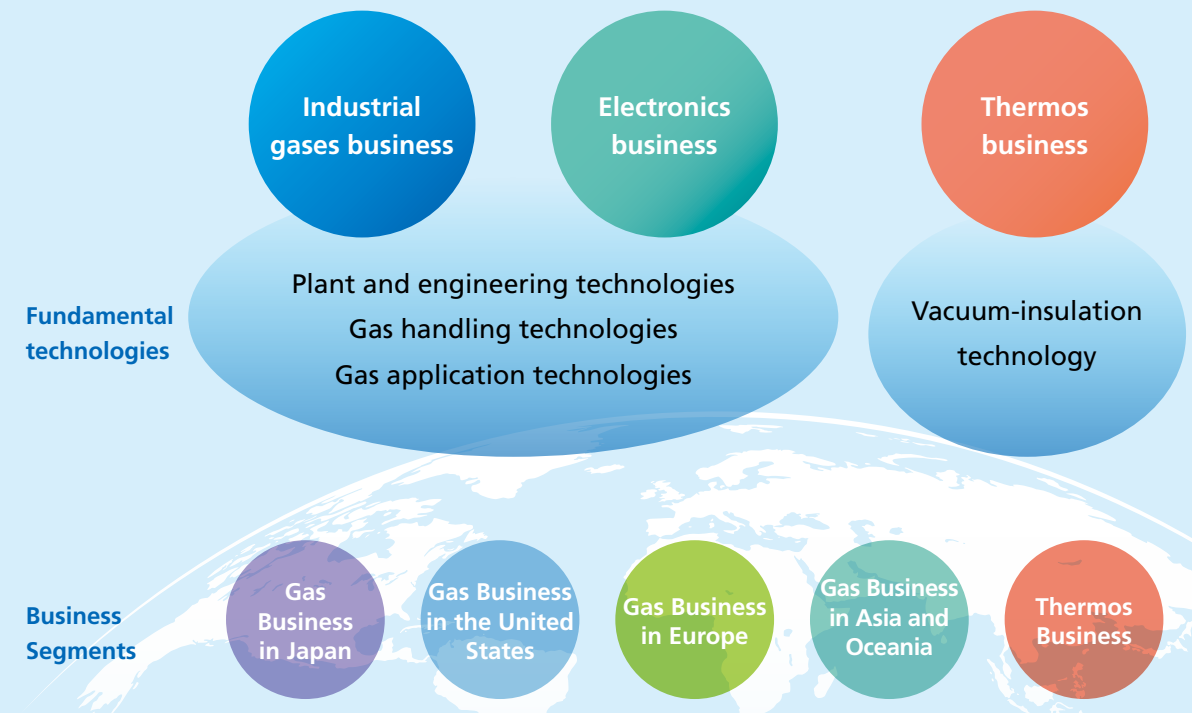 Industrial
gases business
Electronics
business
Thermos
business
Fundamental
technologies
Plant and engineering technologies
Gas handling technologies
Gas application technologies
Vacuum-insulation
technology
Business
Segments
Gas
Business
in Japan
Gas Business
in the United
States
Gas Business
in Europe
Gas Business
in Asia and
Oceania
Thermos
Business